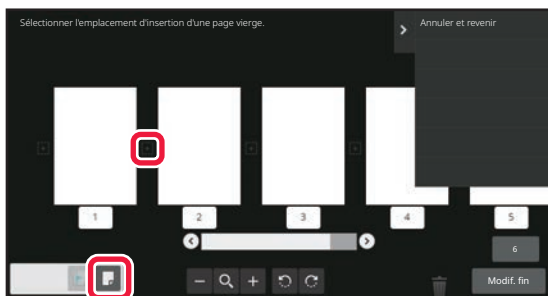 Sélectionner l'emplacement d'insertion d'une page vierge.
Annuler et revenir
1
2
3
4
5
6
Modif. fin